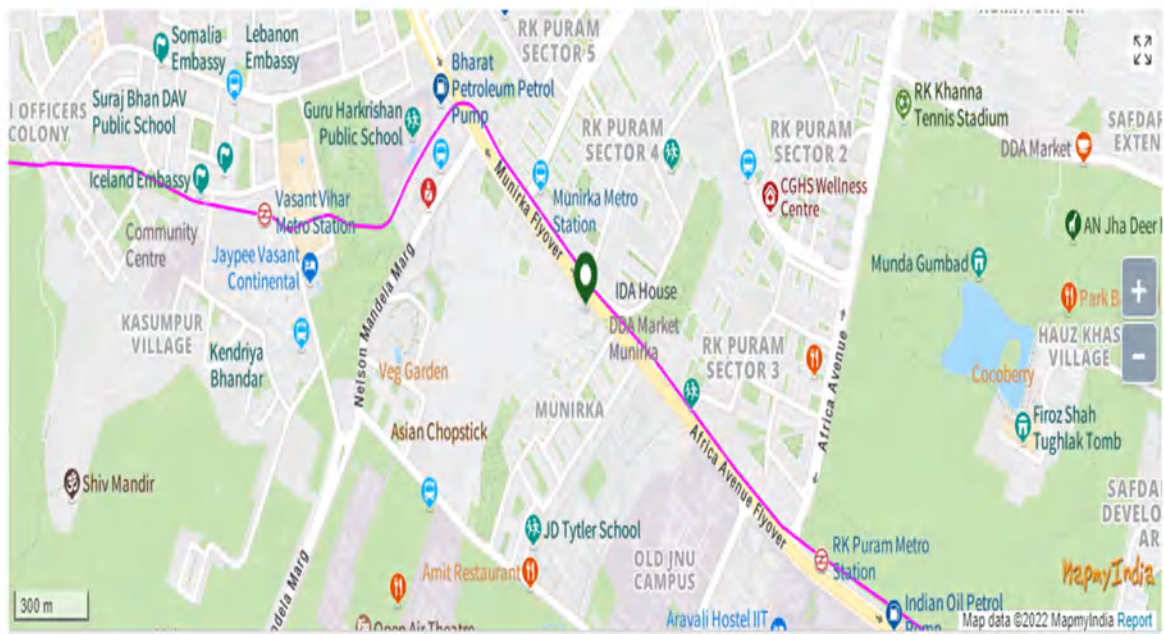 Somalia
Embassy
Lebanon
Embassy
RK PURAM
SECTOR 5
Bharat
Petroleum Petrol
Pump
Suraj Bhan DAV
Public School
OFFICERS
COLONY
Guru Harkrishan
Public School
RK PURAM
SECTOR 4
RK PURAM
SECTOR 2
RK Khanna
Tennis Stadium
DDA Market
SAFDAR
EXTEN
Iceland Embassy
Vasant Vihar
Metro Station
Munirka Flyover
Munirka Metro
Station
CGHS Wellness
Centre
AN Jha Deer
Community
Centre
Jaypee Vasant
Continental
Nelson Mandela Marg
IDA House
Munda Gumbad
Park B
+
-
KASUMPUR
VILLAGE
Kendriya
Bhandar
DDA Market
Munirka
RK PURAM
SECTOR 3
HAUZ KHAS
VILLAGE
Veg Garden
Cocoberry
Africa Avenue
MUNIRKA
Asian Chopstick
Firoz Shah
Tughlak Tomb
Africa Avenue Flyover
Shiv Mandir
SAFDA
DEVELO
AR
JD Tytler School
OLD JNU
CAMPUS
RK Puram Metro
Station
Amit Restaurant
ndela Marg
MapmyIndia
300 m
Open Air Theatre
Aravali Hostel IIT
Indian Oil Petrol
Pump
Map data ©2022 MapmyIndia Report